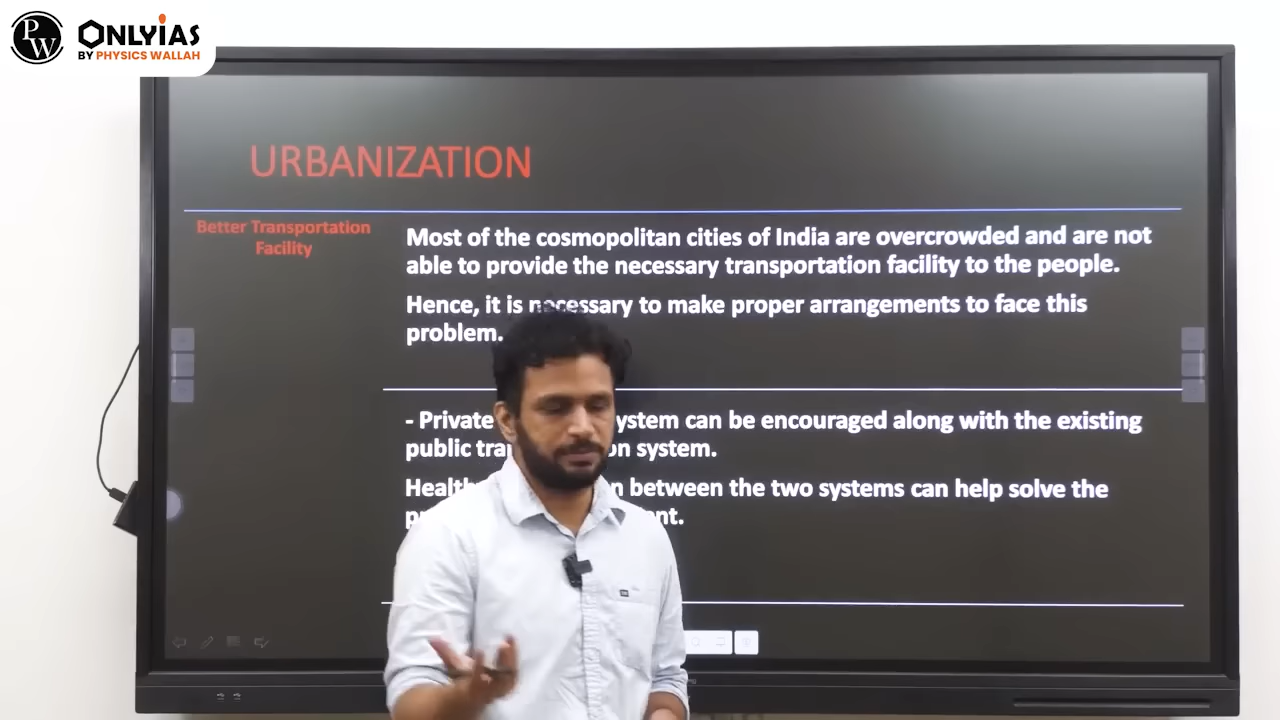 PW
ONLYIAS
BY PHYSICS WALLAH
URBANIZATION
Better Transportation
Facility
Most of the cosmopolitan cities of India are overcrowded and are not
able to provide the necessary transportation facility to the people.
Hence, it is necessary to make proper arrangements to face this
problem.
- Private ystem can be encouraged along with the existing
public tra on system.
Health n between the two systems can help solve the
p nt.